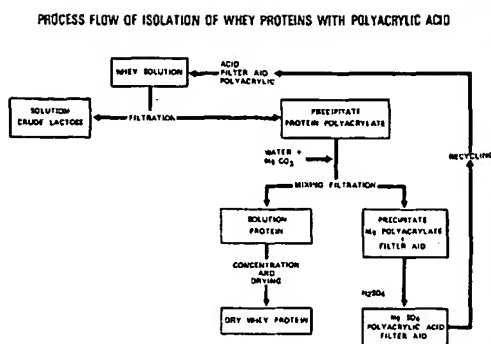 PROCESS FLOW OF ISOLATION OF WHEY PROTEINS WITH POLYACRYLIC ACID
WHEY SOLUTION
ACID
FILTER AID
POLYACRYLIC
SOLUTION
CRUDE LACTOSE
FILTRATION
PRECIPITATE
PROTEIN POLYACRYLATE
WATER +
Mg CO3
RECYCLING
MIXING FILTRATION
SOLUTION
PROTEIN
PRECIPITATE
Mg POLYACRYLATE
+
FILTER AID
CONCENTRATION
AND
DRYING
H2SO4
DRY WHEY PROTEIN
Mg SO4
POLYACRYLIC ACID
FILTER AID